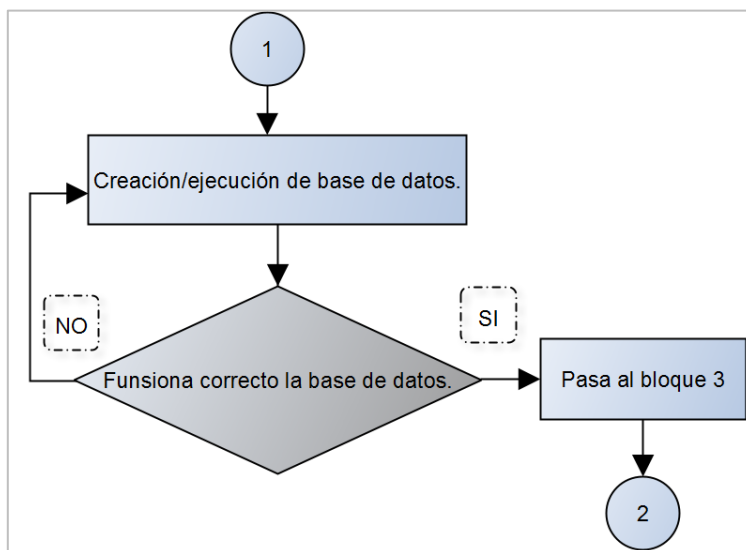 1
Creación/ejecución de base de datos.
NO
SI
Funsiona correcto la base de datos.
Pasa al bloque 3
2